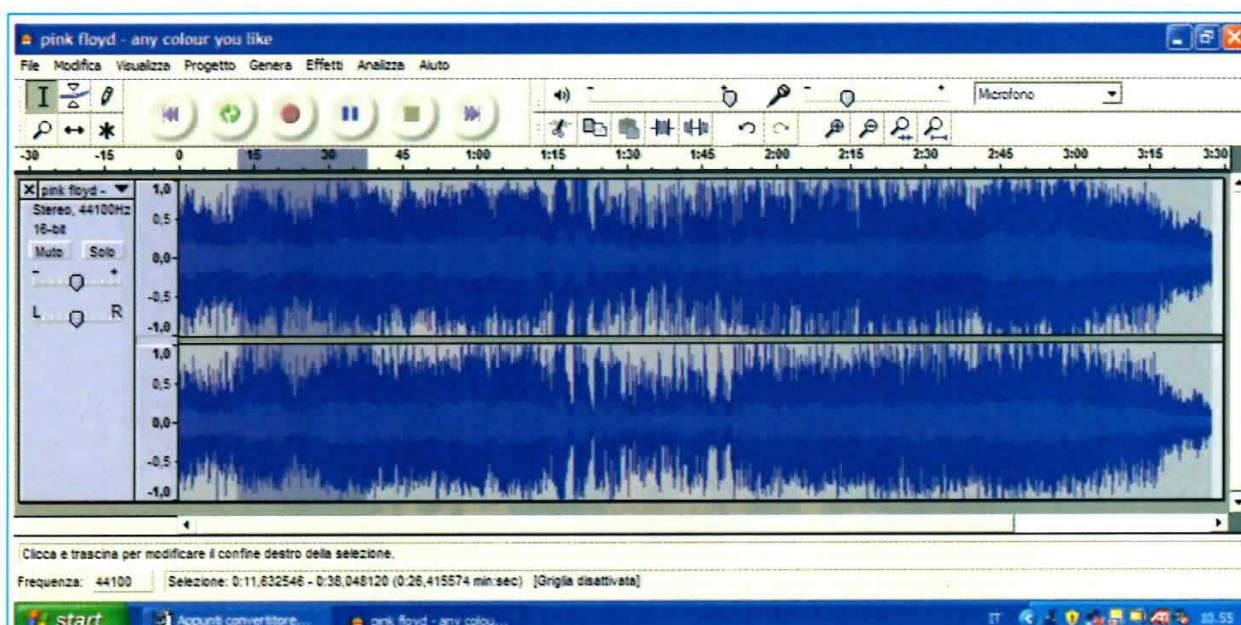 pink floyd - any colour you like
File Modifica Visualizza Progetto Genera Effetti Analizza Aiuto
Microfono
-30 -15 0 15 30 45 1:00 1:15 1:30 1:45 2:00 2:15 2:30 2:45 3:00 3:15 3:30
pink floyd -
Stereo, 44100Hz
16-bit
Muto Solo
- +
L R
1,0
0,5
0,0
-0,5
-1,0
1,0
0,5
0,0
-0,5
-1,0
Clicca e trascina per modificare il confine destro della selezione.
Frequenza: 44100 Selezione: 0:11,632546 - 0:38,048120 (0:26,415574 min:sec) [Griglia disattivata]
start Appunti convertitore... pink floyd - any colou... IT ATI 10.55